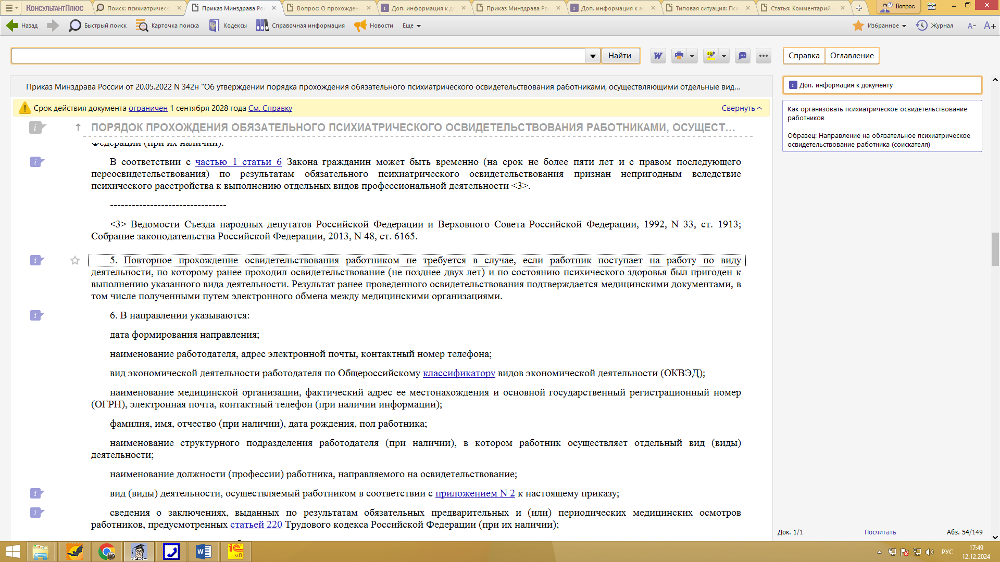 КонсультантПлюс
Поиск: психиатрическ
Приказ Минздрава Рос
Вопрос: О прохожден
Доп. информация к д
Приказ Минздрава Ро
Доп. информация к а
Типовая ситуация: Пс
Статья: Комментарий
Вопрос
Назад
Быстрый поиск
Карточка поиска
Кодексы
Справочная информация
Новости
Еще
Избранное
Журнал
A−
A+
Найти
Справка
Оглавление
Приказ Минздрава России от 20.05.2022 N 342н "Об утверждении порядка прохождения обязательного психиатрического освидетельствования работниками, осуществляющими отдельные вид...
Срок действия документа ограничен 1 сентября 2028 года См. Справку
Свернуть
ПОРЯДОК ПРОХОЖДЕНИЯ ОБЯЗАТЕЛЬНОГО ПСИХИАТРИЧЕСКОГО ОСВИДЕТЕЛЬСТВОВАНИЯ РАБОТНИКАМИ, ОСУЩЕСТ...
Федерации (при их наличии).
В соответствии с частью 1 статьи 6 Закона гражданин может быть временно (на срок не более пяти лет и с правом последующего
переосвидетельствования) по результатам обязательного психиатрического освидетельствования признан непригодным вследствие
психического расстройства к выполнению отдельных видов профессиональной деятельности <3>.
--------------------------------
<3> Ведомости Съезда народных депутатов Российской Федерации и Верховного Совета Российской Федерации, 1992, N 33, ст. 1913;
Собрание законодательства Российской Федерации, 2013, N 48, ст. 6165.
5. Повторное прохождение освидетельствования работником не требуется в случае, если работник поступает на работу по виду
деятельности, по которому ранее проходил освидетельствование (не позднее двух лет) и по состоянию психического здоровья был пригоден к
выполнению указанного вида деятельности. Результат ранее проведенного освидетельствования подтверждается медицинскими документами, в
том числе полученными путем электронного обмена между медицинскими организациями.
6. В направлении указываются:
дата формирования направления;
наименование работодателя, адрес электронной почты, контактный номер телефона;
вид экономической деятельности работодателя по Общероссийскому классификатору видов экономической деятельности (ОКВЭД);
наименование медицинской организации, фактический адрес ее местонахождения и основной государственный регистрационный номер
(ОГРН), электронная почта, контактный телефон (при наличии информации);
фамилия, имя, отчество (при наличии), дата рождения, пол работника;
наименование структурного подразделения работодателя (при наличии), в котором работник осуществляет отдельный вид (виды)
деятельности;
наименование должности (профессии) работника, направляемого на освидетельствование;
вид (виды) деятельности, осуществляемый работником в соответствии с приложением N 2 к настоящему приказу;
сведения о заключениях, выданных по результатам обязательных предварительных и (или) периодических медицинских осмотров
работников, предусмотренных статьей 220 Трудового кодекса Российской Федерации (при их наличии);
Доп. информация к документу
Как организовать психиатрическое освидетельствование
работников
Образец: Направление на обязательное психиатрическое
освидетельствование работника (соискателя)
Док. 1/1
Посчитать
Абз. 54/149
РУС
17:49
12.12.2024